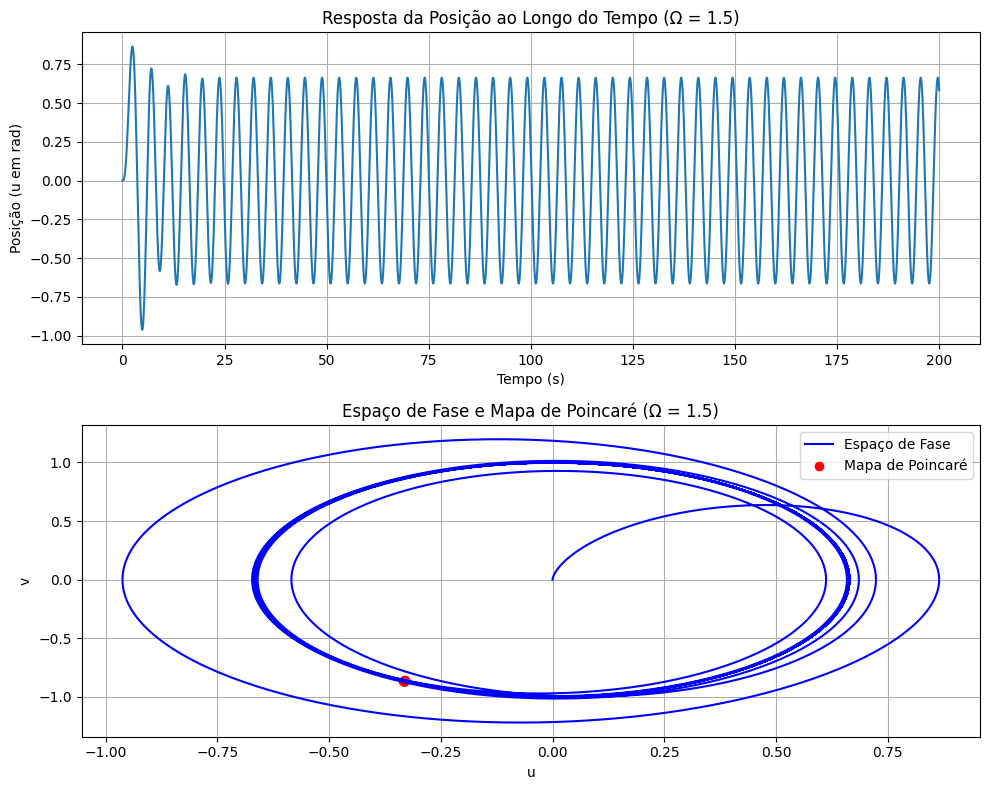 Resposta da Posição ao Longo do Tempo (Ω = 1.5)
0.75
0.50
0.25
0.00
−0.25
−0.50
−0.75
−1.00
Posição (u em rad)
0 25 50 75 100 125 150 175 200
Tempo (s)
Espaço de Fase e Mapa de Poincaré (Ω = 1.5)
Espaço de Fase
Mapa de Poincaré
1.0
0.5
0.0
−0.5
−1.0
v
−1.00 −0.75 −0.50 −0.25 0.00 0.25 0.50 0.75
u